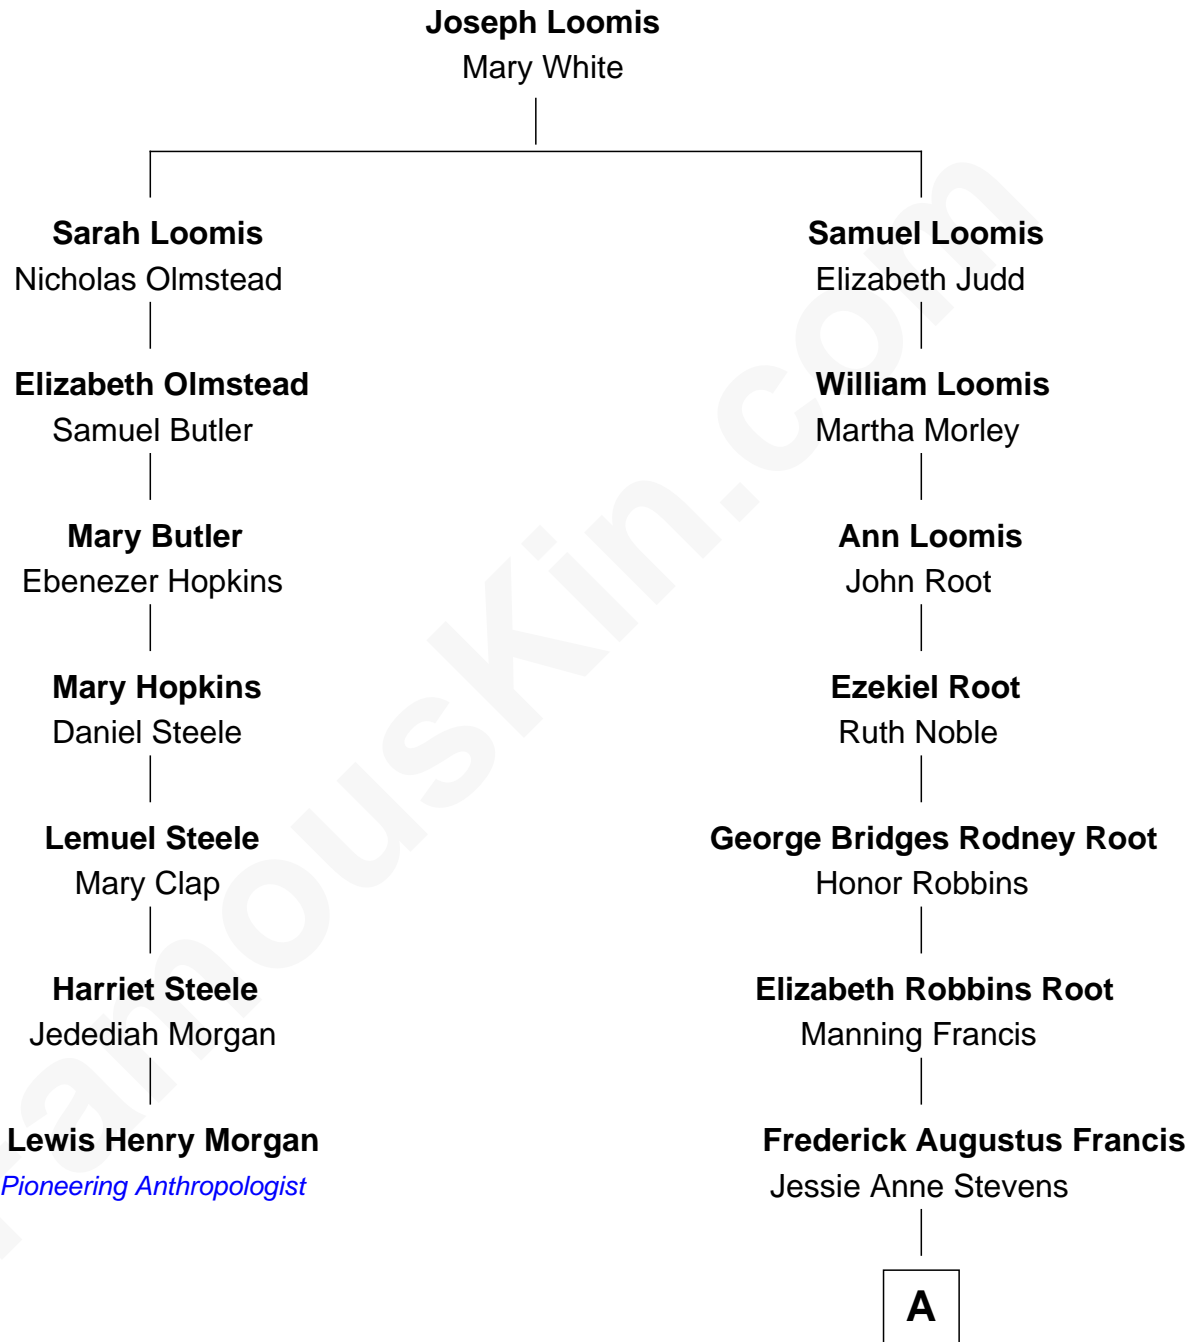 Joseph Loomis
Mary White
Sarah Loomis
Nicholas Olmstead
Elizabeth Olmstead
Samuel Butler
Mary Butler
Ebenezer Hopkins
Mary Hopkins
Daniel Steele
Lemuel Steele
Mary Clap
Harriet Steele
Jedediah Morgan
Lewis Henry Morgan
Pioneering Anthropologist
Samuel Loomis
Elizabeth Judd
William Loomis
Martha Morley
Ann Loomis
John Root
Ezekiel Root
Ruth Noble
George Bridges Rodney Root
Honor Robbins
Elizabeth Robbins Root
Manning Francis
Frederick Augustus Francis
Jessie Anne Stevens
A
FamousKin.com